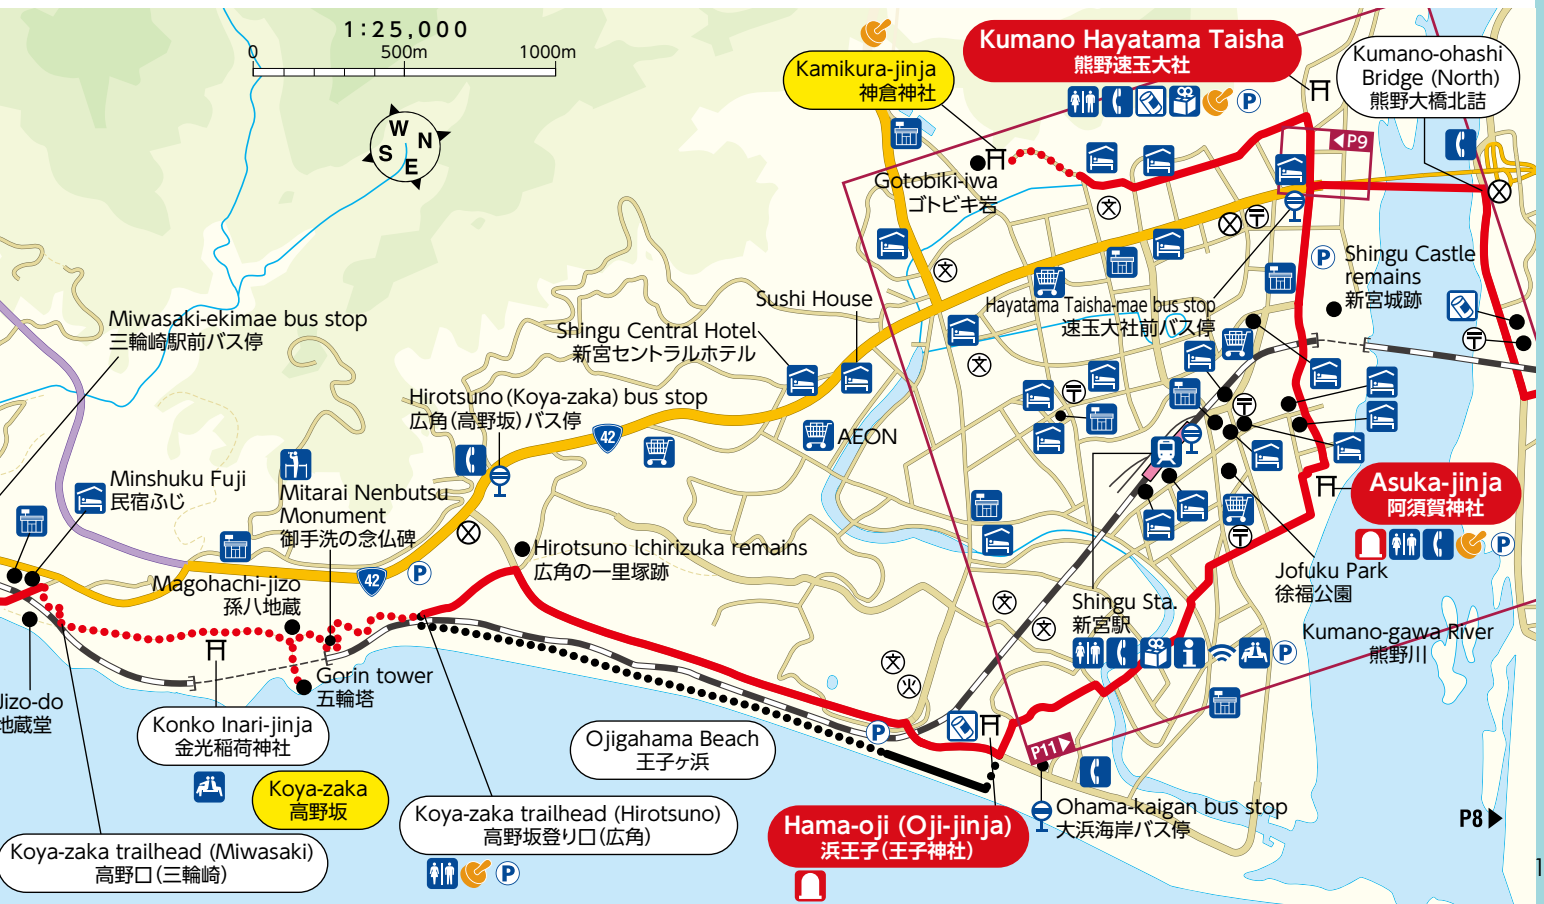 1:25,000
0 500m 1000m
W
N
S
E
Kamikura-jinja
神倉神社
Kumano Hayatama Taisha
熊野速玉大社
P
Kumano-ohashi
Bridge (North)
熊野大橋北詰
◀P9
Gotobiki-iwa
ゴトビキ岩
文
〒
P
Shingu Castle
remains
新宮城跡
文
Hayatama Taisha-mae bus stop
速玉大社前バス停
Sushi House
Shingu Central Hotel
新宮セントラルホテル
Miwasaki-ekimae bus stop
三輪崎駅前バス停
〒
文
〒
〒
Hirotsuno (Koya-zaka) bus stop
広角(高野坂)バス停
42
AEON
Minshuku Fuji
民宿ふじ
Mitarai Nenbutsu
Monument
御手洗の念仏碑
Asuka-jinja
阿須賀神社
P
〒
Hirotsuno Ichirizuka remains
広角の一里塚跡
42
P
Magohachi-jizo
孫八地蔵
Jofuku Park
徐福公園
Shingu Sta.
新宮駅
i
P
文
文
Kumano-gawa River
熊野川
Gorin tower
五輪塔
文
火
Jizo-do
地蔵堂
Konko Inari-jinja
金光稲荷神社
Ojigahama Beach
王子ヶ浜
P
P11▶
Koya-zaka
高野坂
Koya-zaka trailhead (Hirotsuno)
高野坂登り口(広角)
P
Hama-oji (Oji-jinja)
浜王子(王子神社)
Ohama-kaigan bus stop
大浜海岸バス停
P8▶
Koya-zaka trailhead (Miwasaki)
高野口(三輪崎)
1